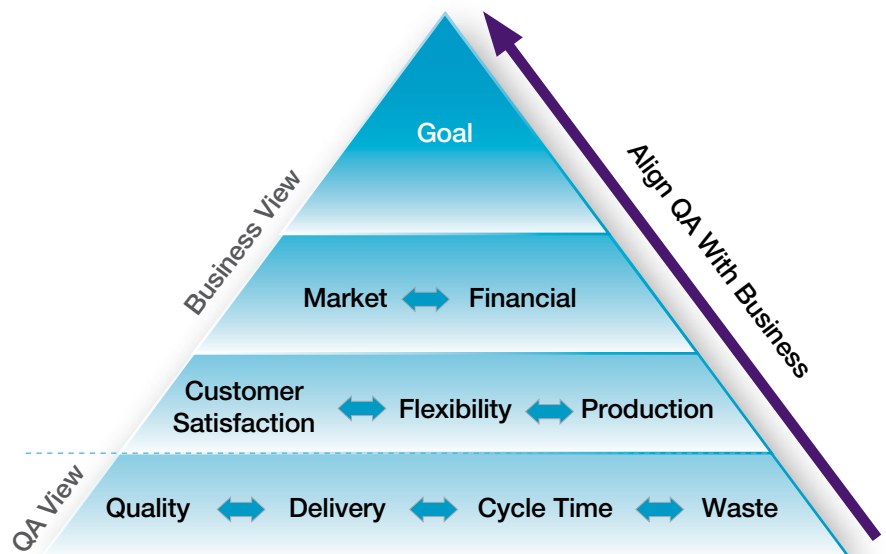 Goal
Business View
Align QA With Business
Market Financial
Customer
Satisfaction Flexibility Production
QA View
Quality Delivery Cycle Time Waste